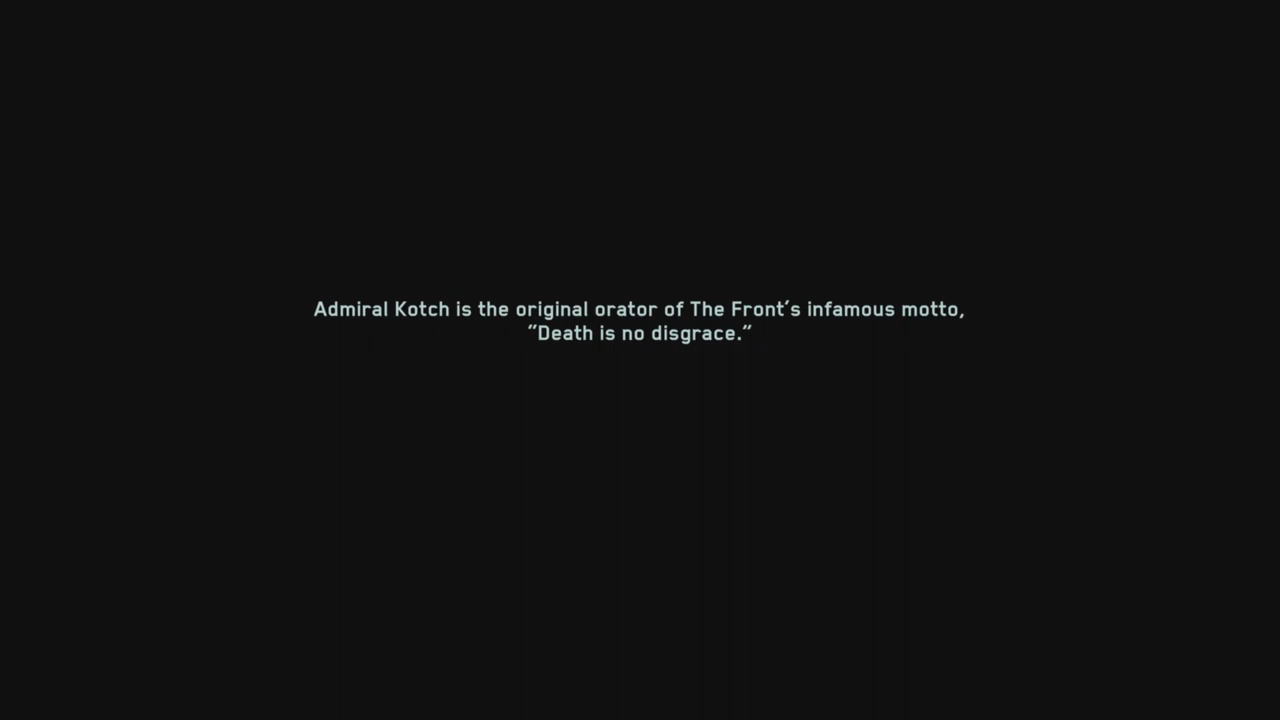 Admiral Kotch is the original orator of The Front's infamous motto,
"Death is no disgrace."